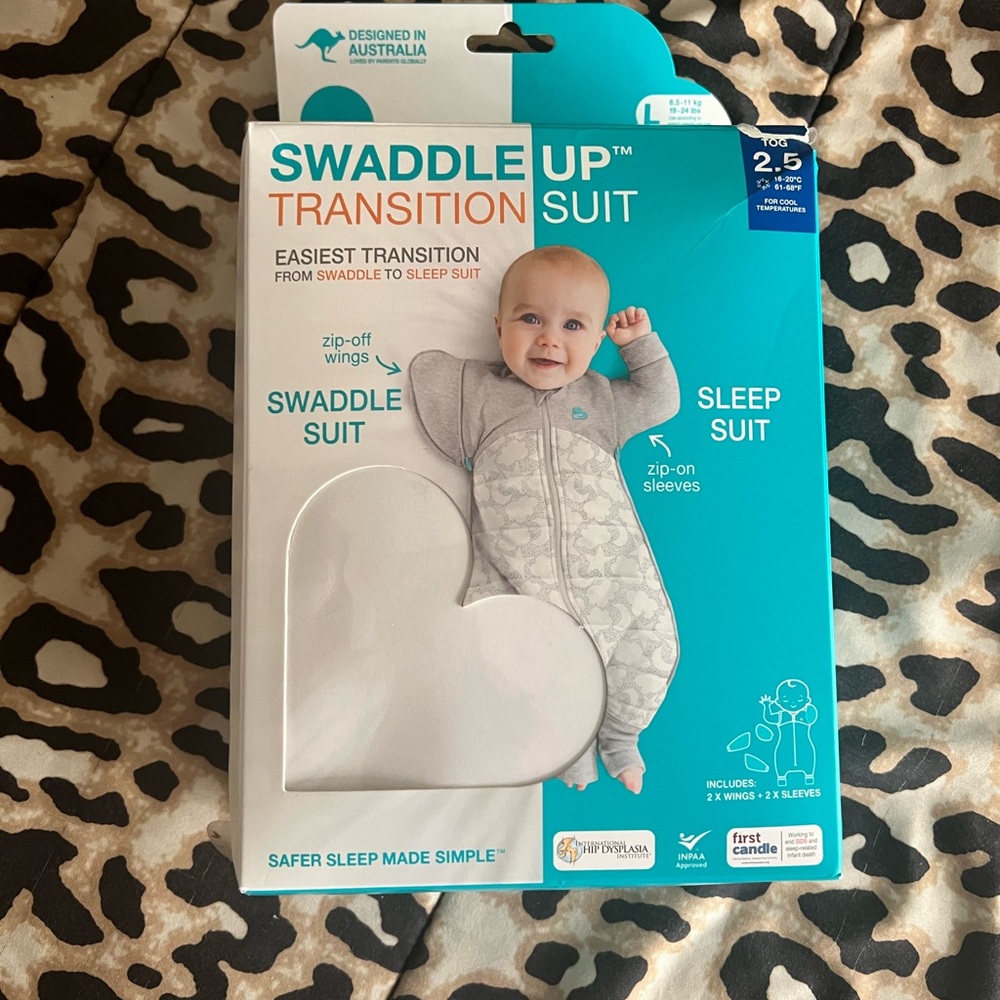 DESIGNED IN
AUSTRALIA
LOVED BY PARENTS GLOBALLY
L
8.5-11 kg
19-24 lbs
SWADDLE UP™
TRANSITION SUIT
TOG
2.5
16-20°C
61-68°F
FOR COOL
TEMPERATURES
EASIEST TRANSITION
FROM SWADDLE TO SLEEP SUIT
zip-off
wings
SWADDLE
SUIT
SLEEP
SUIT
zip-on
sleeves
INCLUDES:
2 X WINGS + 2 X SLEEVES
SAFER SLEEP MADE SIMPLE™
INTERNATIONAL
HIP DYSPLASIA
INSTITUTE
INPAA
Approved
first
candle
Working to
end SIDS and
sleep-related
infant death